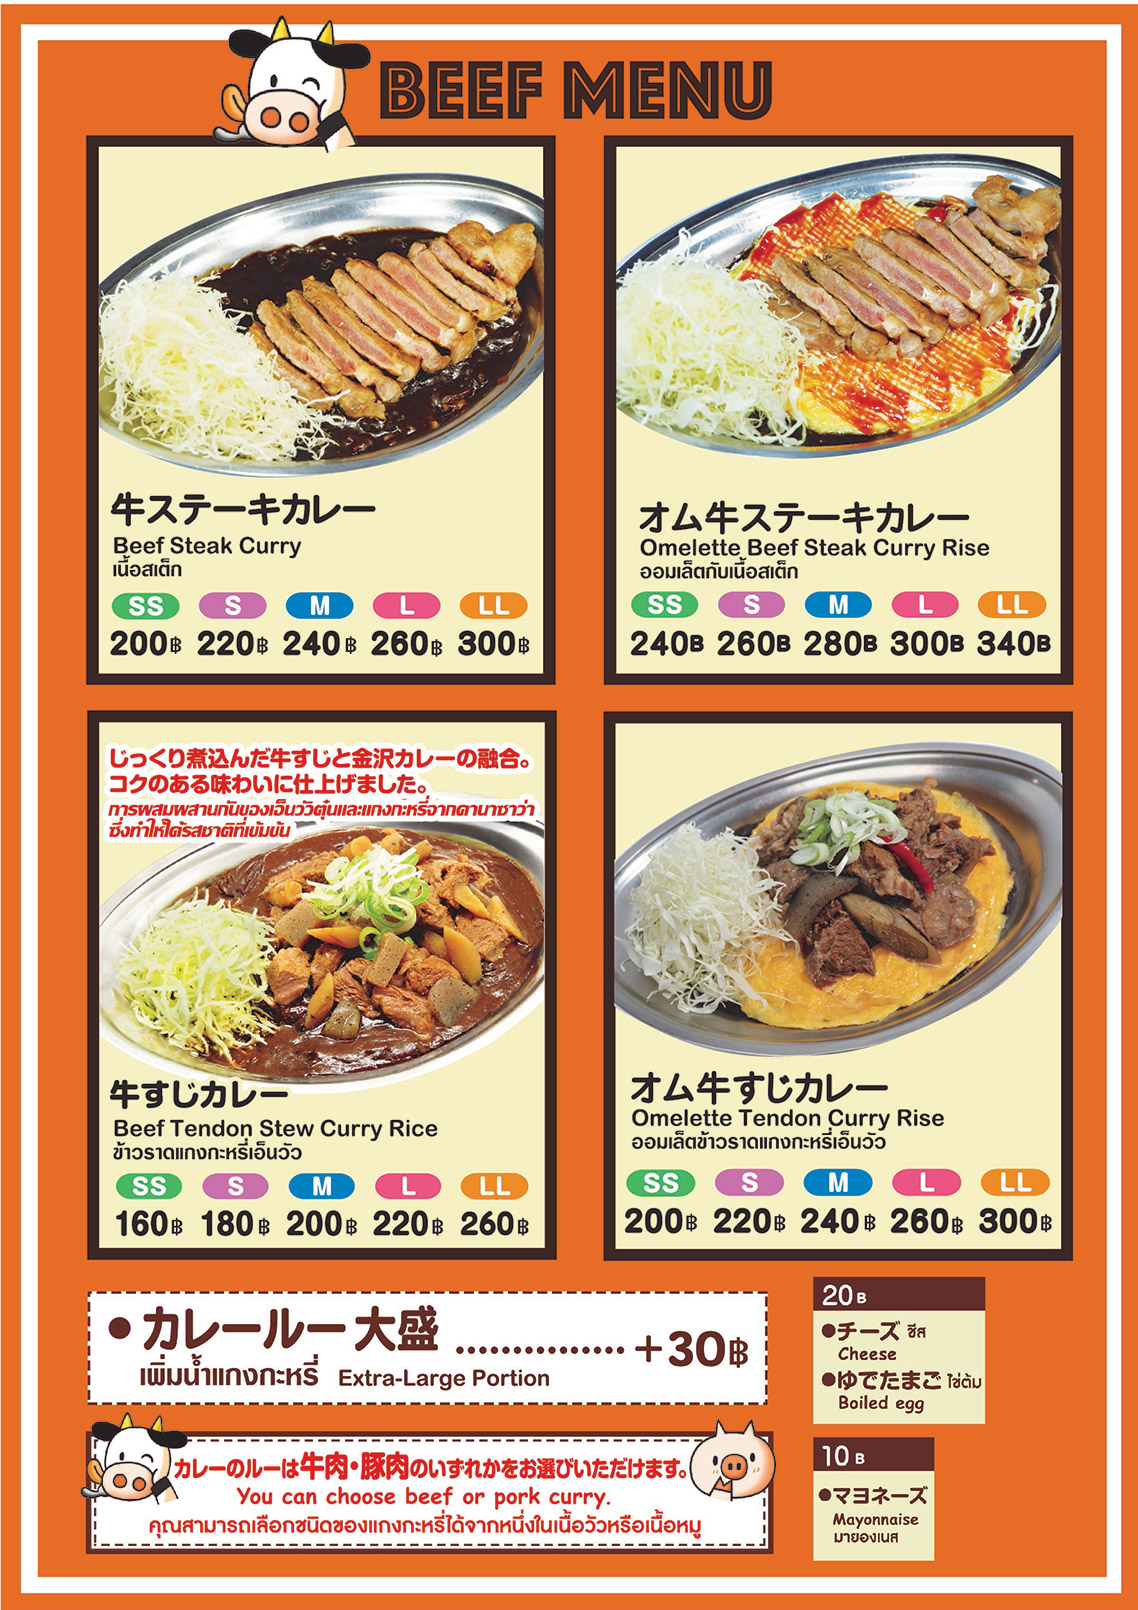 BEEF MENU
牛ステーキカレー
Beef Steak Curry
เนื้อสเต็ก
SS S M L LL
200฿ 220฿ 240฿ 260฿ 300฿
オム牛ステーキカレー
Omelette Beef Steak Curry Rise
ออมเล็ตกับเนื้อสเต็ก
SS S M L LL
240B 260B 280B 300B 340B
じっくり煮込んだ牛すじと金沢カレーの融合。
コクのある味わいに仕上げました。
การผสมผสานกันของเอ็นวัวตุ๋นและแกงกะหรี่จากคานาซาว่า
ซึ่งทำให้ได้รสชาติที่เข้มข้น
牛すじカレー
Beef Tendon Stew Curry Rice
ข้าวราดแกงกะหรี่เอ็นวัว
SS S M L LL
160฿ 180฿ 200฿ 220฿ 260฿
オム牛すじカレー
Omelette Tendon Curry Rise
ออมเล็ตข้าวราดแกงกะหรี่เอ็นวัว
SS S M L LL
200฿ 220฿ 240฿ 260฿ 300฿
●カレールー大盛 ............... +30฿
เพิ่มน้ำแกงกะหรี่ Extra-Large Portion
20B
●チーズ ชีส
Cheese
●ゆでたまご ไข่ต้ม
Boiled egg
カレーのルーは牛肉・豚肉のいずれかをお選びいただけます。
You can choose beef or pork curry.
คุณสามารถเลือกชนิดของแกงกะหรี่ได้จากหนึ่งในเนื้อวัวหรือเนื้อหมู
10B
●マヨネーズ
Mayonnaise
มายองเนส